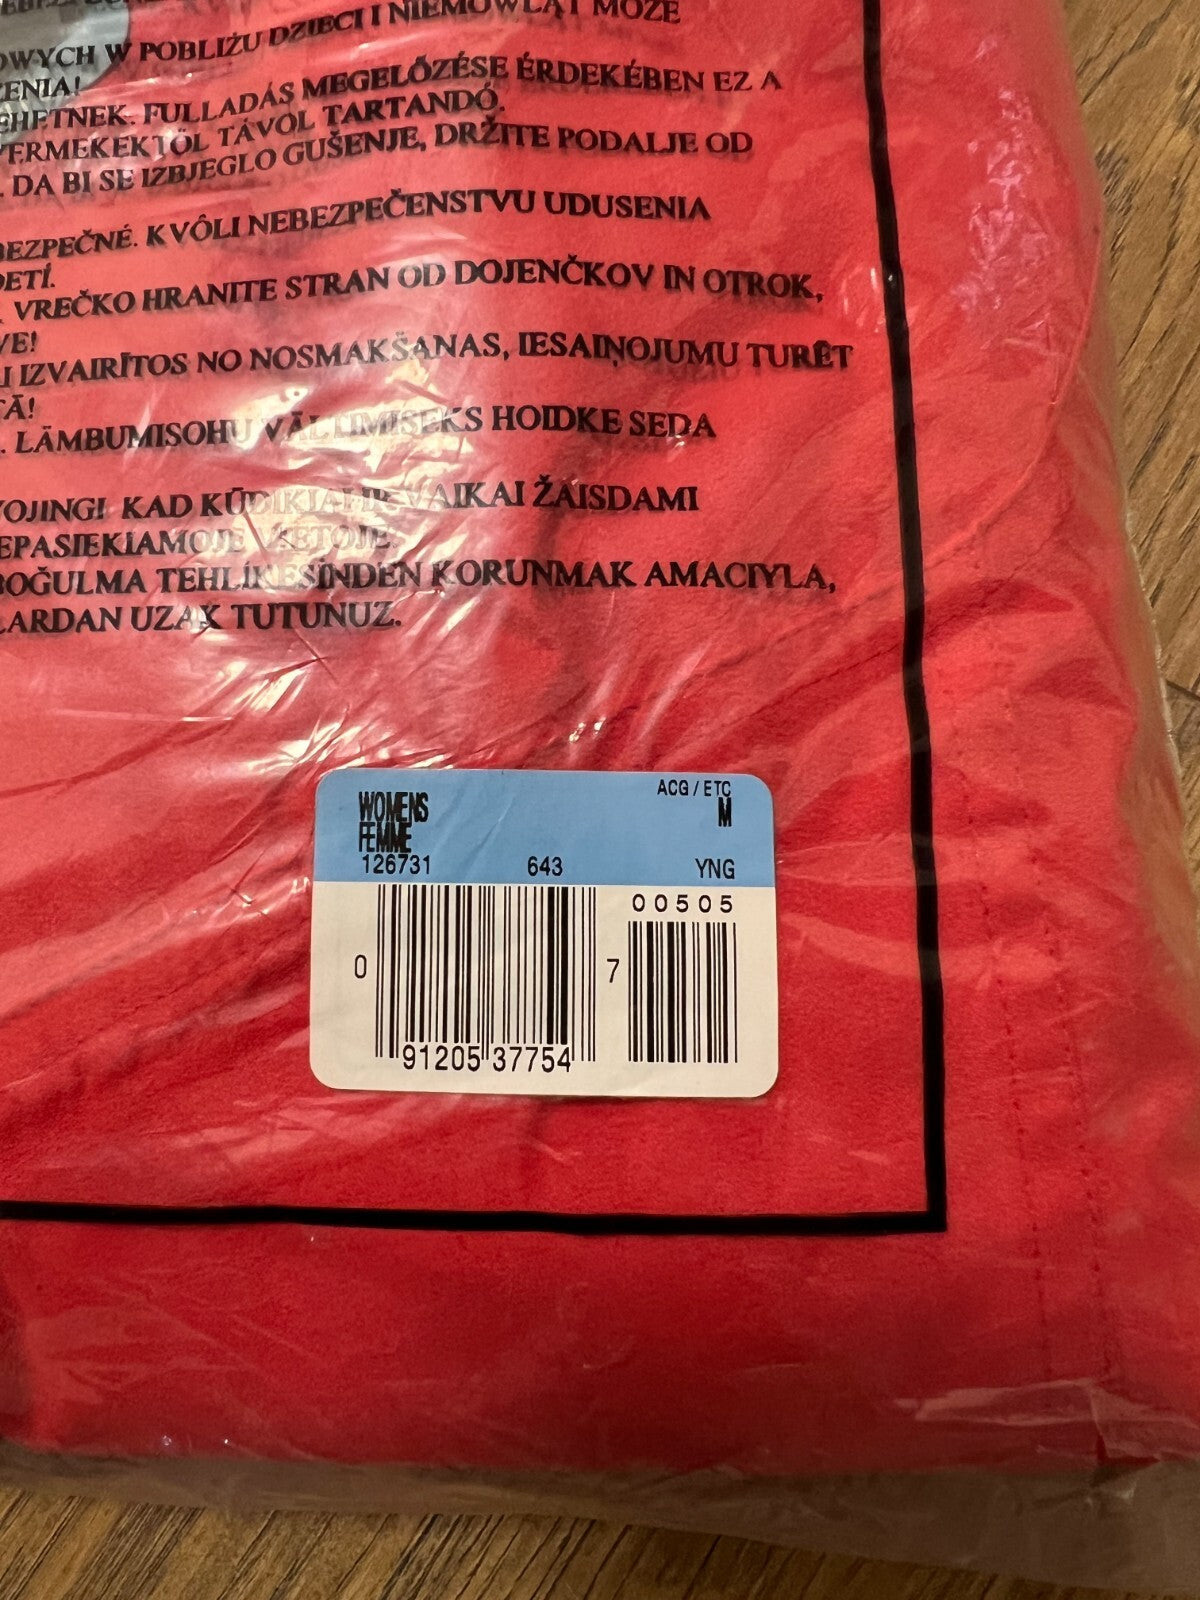 OWYCH W POBLIŻU DZIECI I NIEMOWLĄT MOŻE
ENIA!
EHETNEK. FULLADÁS MEGELŐZÉSE ÉRDEKÉBEN EZ A
YERMEKEKTŐL TÁVOL TARTANDÓ.
. DA BI SE IZBJEGLO GUŠENJE, DRŽITE PODALJE OD
BEZPEČNÉ. KVÔLI NEBEZPEČENSTVU UDUSENIA
DETÍ.
. VREČKO HRANITE STRAN OD DOJENČKOV IN OTROK,
VE!
I IZVAIRĪTOS NO NOSMAKŠANAS, IESAIŅOJUMU TURĒT
TĀ!
. LÄMBUMISOHU VÄLTIMISEKS HOIDKE SEDA
VOJINGI KAD KŪDIKIAI IR VAIKAI ŽAISDAMI
EPASIEKIAMOJE VIETOJE.
BOĞULMA TEHLİKESİNDEN KORUNMAK AMACIYLA,
LARDAN UZAK TUTUNUZ.
ACG / ETC
WOMENS M
FEMME
126731 643 YNG
00505
0 7
91205 37754